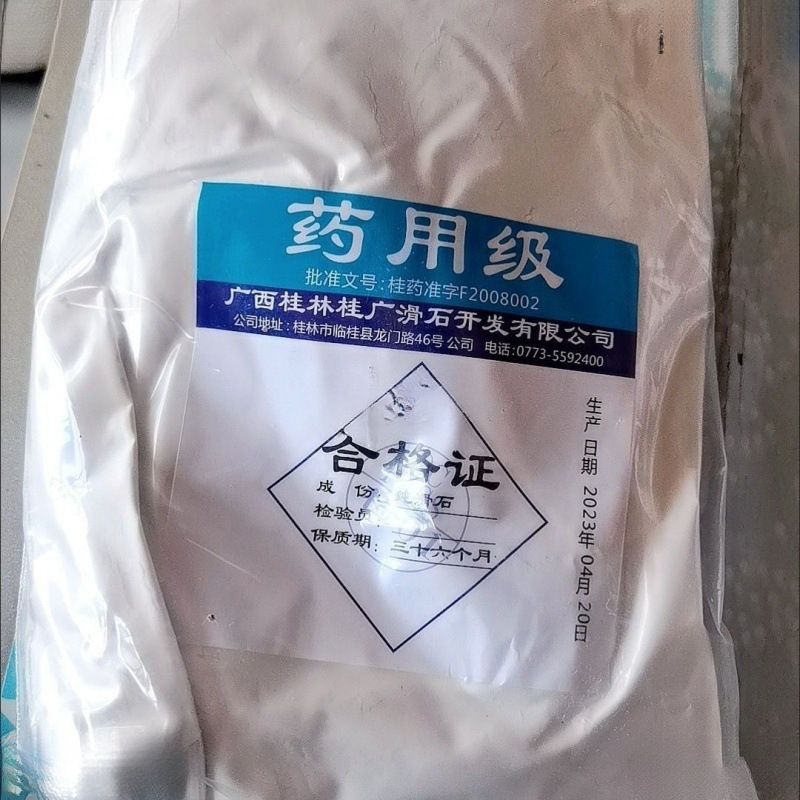 药用级
批准文号:桂药准字F2008002
广西桂林桂广滑石开发有限公司
公司地址:桂林市临桂县龙门路46号 公司 电话:0773-5592400
合格证
成 份: 滑石
检验员
保质期: 三十六个月
生产日期 2023年 04月 20日